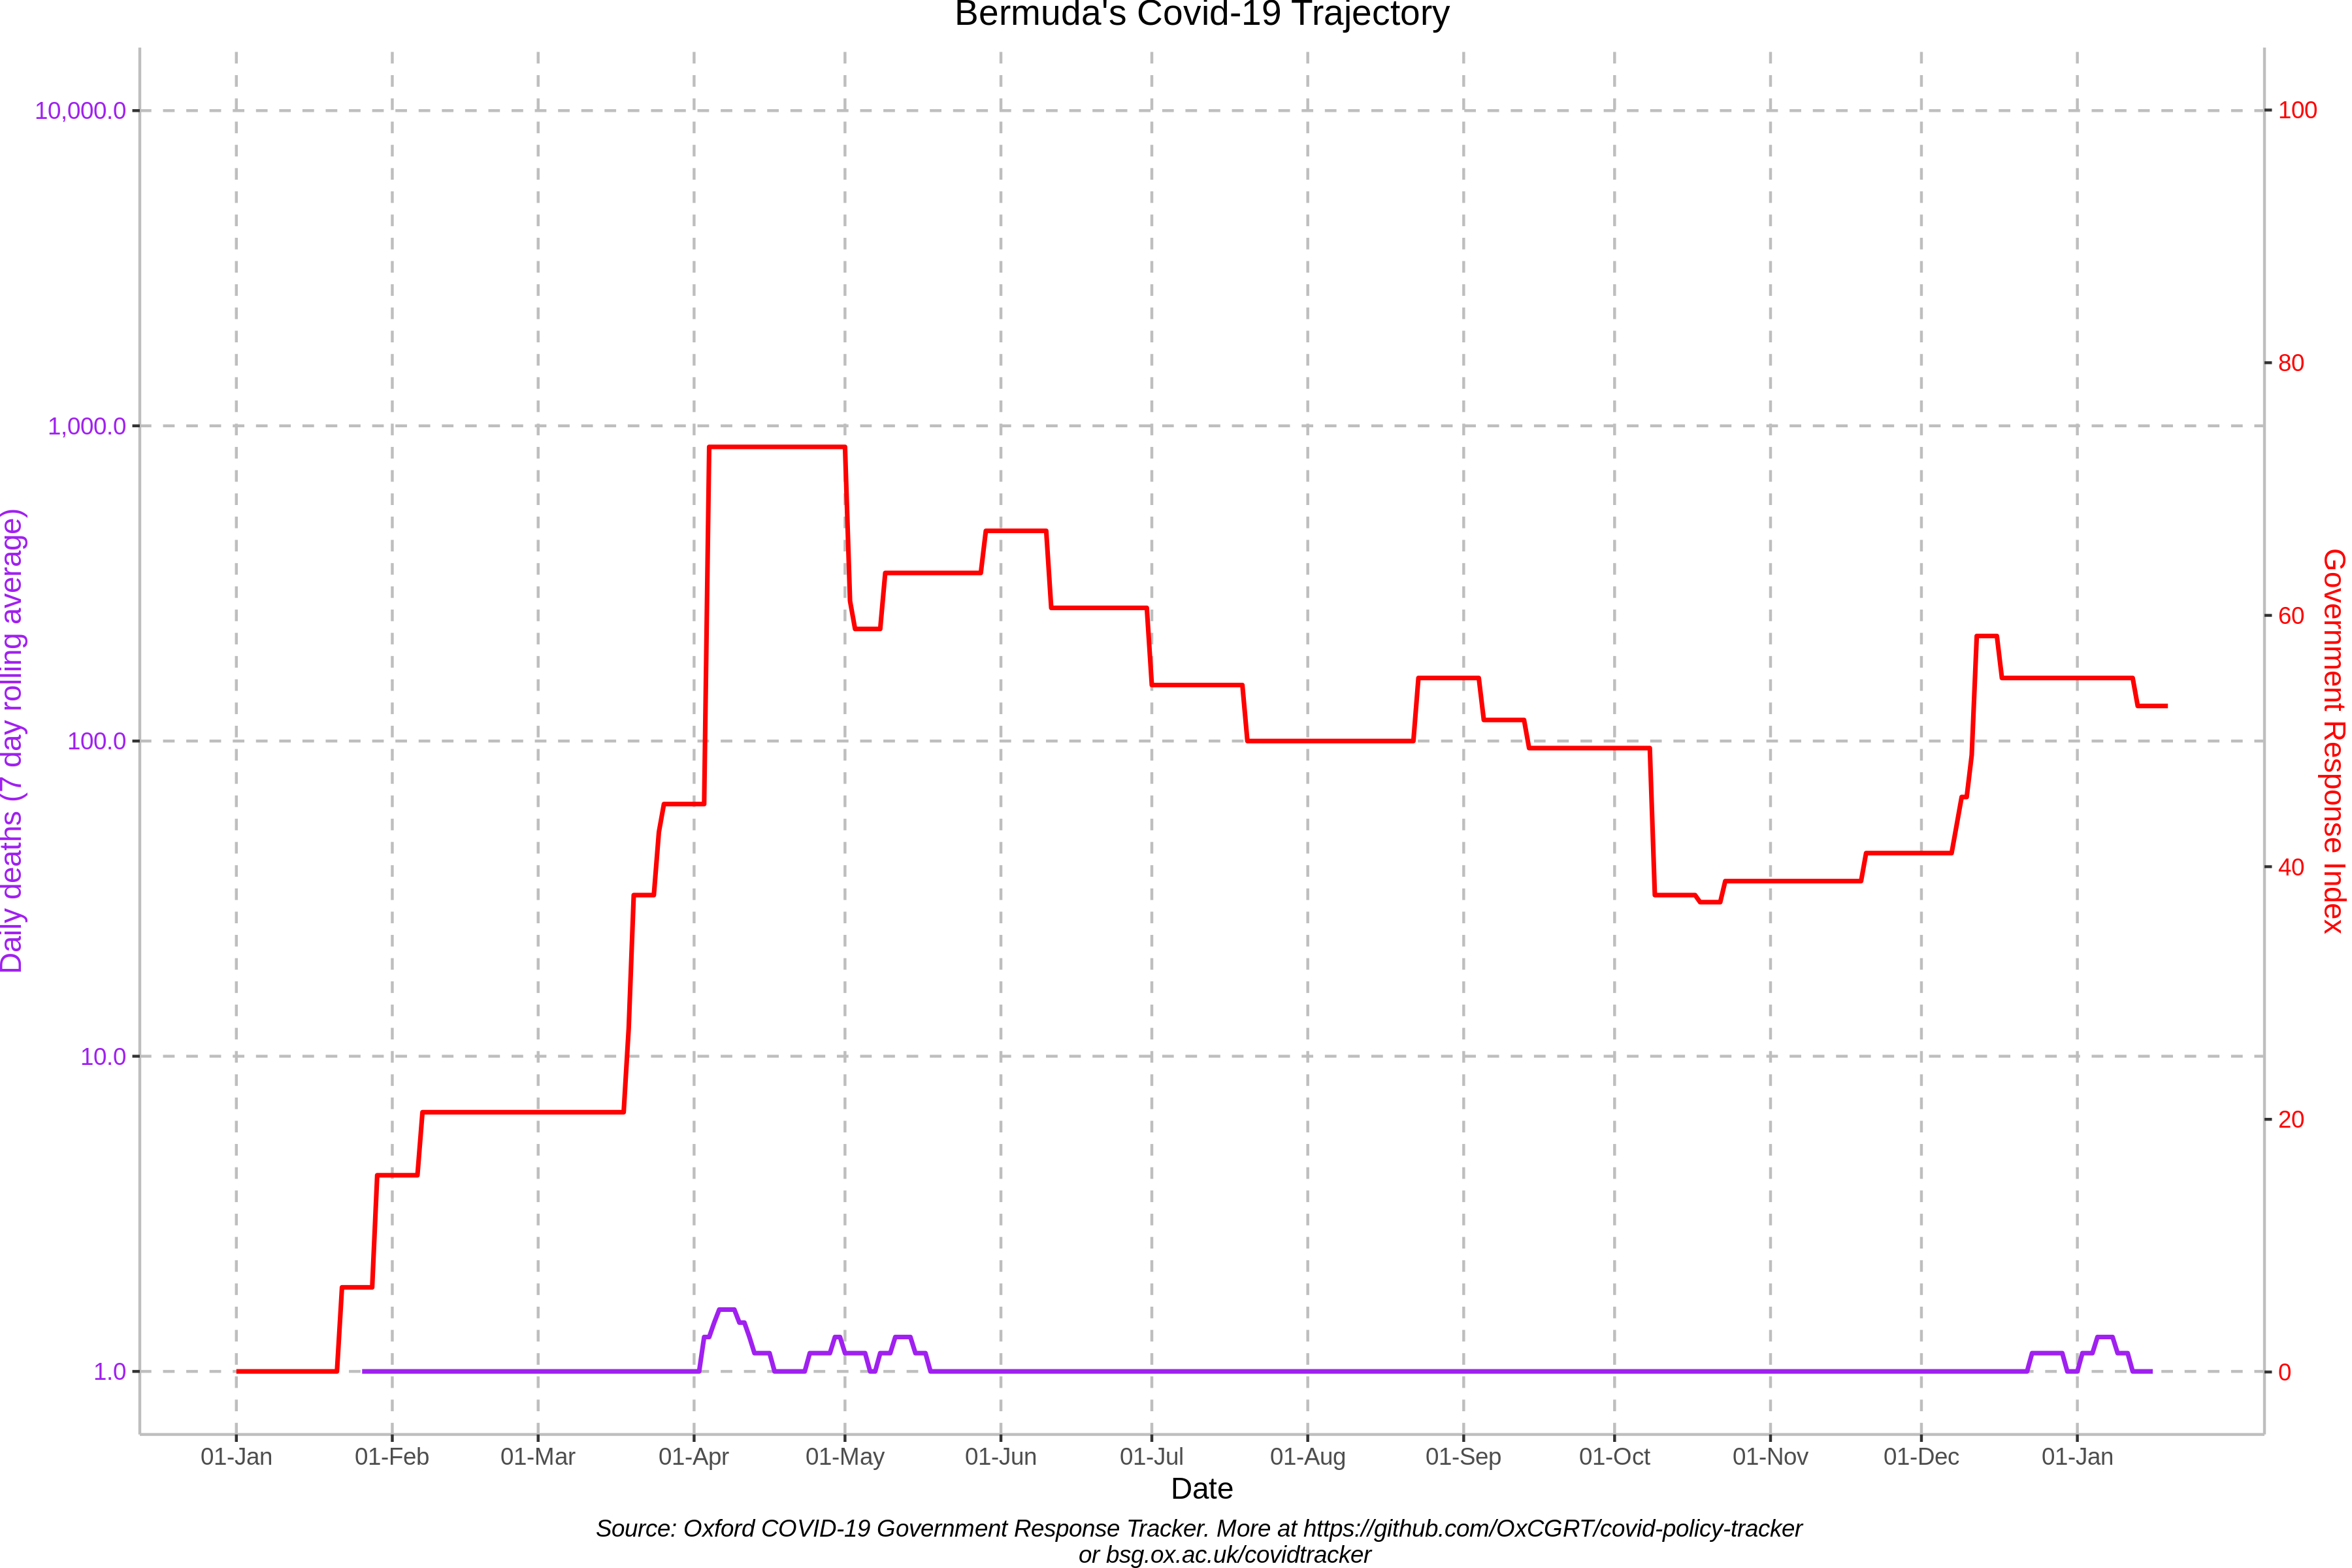 Bermuda's Covid-19 Trajectory
10,000.0
1,000.0
100.0
10.0
1.0
Daily deaths (7 day rolling average)
100
80
60
40
20
0
Government Response Index
01-Jan 01-Feb 01-Mar 01-Apr 01-May 01-Jun 01-Jul 01-Aug 01-Sep 01-Oct 01-Nov 01-Dec 01-Jan
Date
Source: Oxford COVID-19 Government Response Tracker. More at https://github.com/OxCGRT/covid-policy-tracker
or bsg.ox.ac.uk/covidtracker